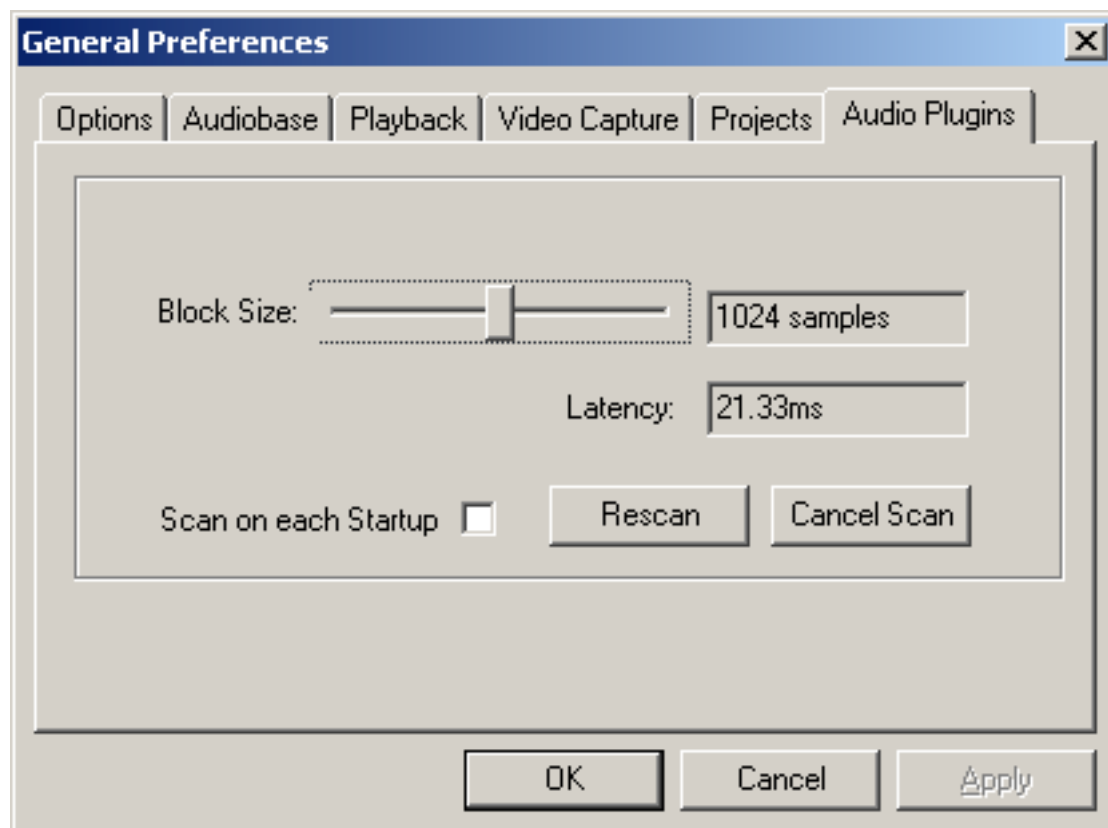 General Preferences
Options Audiobase Playback Video Capture Projects Audio Plugins
Block Size: 1024 samples
Latency: 21.33ms
Scan on each Startup Rescan Cancel Scan
OK Cancel Apply